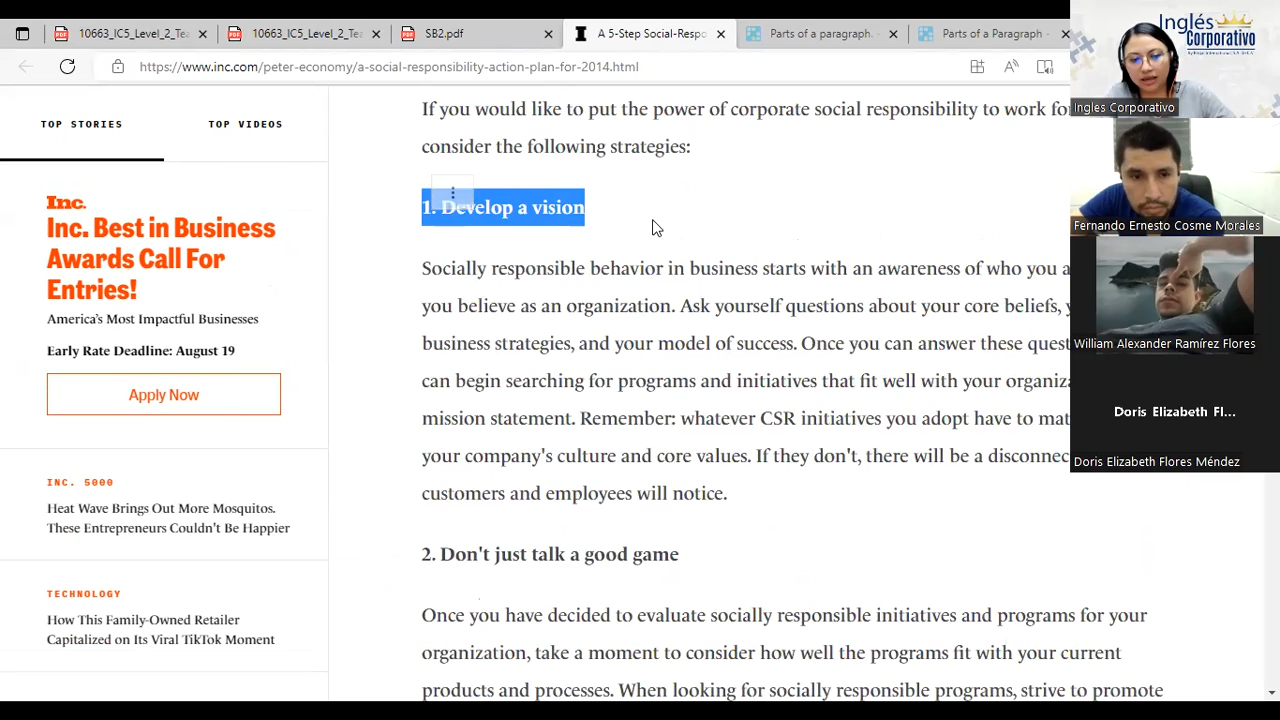 10663_IC5_Level_2_Tea
10663_IC5_Level_2_Tea
SB2.pdf
A 5-Step Social-Respo
Parts of a paragraph.
Parts of a Paragraph -
https://www.inc.com/peter-economy/a-social-responsibility-action-plan-for-2014.html
TOP STORIES
TOP VIDEOS
Inc.
Inc. Best in Business
Awards Call For
Entries!
America's Most Impactful Businesses
Early Rate Deadline: August 19
Apply Now
INC. 5000
Heat Wave Brings Out More Mosquitos.
These Entrepreneurs Couldn't Be Happier
TECHNOLOGY
How This Family-Owned Retailer
Capitalized on Its Viral TikTok Moment
If you would like to put the power of corporate social responsibility to work fo
consider the following strategies:
1. Develop a vision
Socially responsible behavior in business starts with an awareness of who you a
you believe as an organization. Ask yourself questions about your core beliefs, y
business strategies, and your model of success. Once you can answer these quest
can begin searching for programs and initiatives that fit well with your organiza
mission statement. Remember: whatever CSR initiatives you adopt have to mat
your company's culture and core values. If they don't, there will be a disconnec
customers and employees will notice.
2. Don't just talk a good game
Once you have decided to evaluate socially responsible initiatives and programs for your
organization, take a moment to consider how well the programs fit with your current
products and processes. When looking for socially responsible programs, strive to promote
Inglés
Corporativo
Ingles Corporativo
Fernando Ernesto Cosme Morales
William Alexander Ramírez Flores
Doris Elizabeth Fl...
Doris Elizabeth Flores Méndez